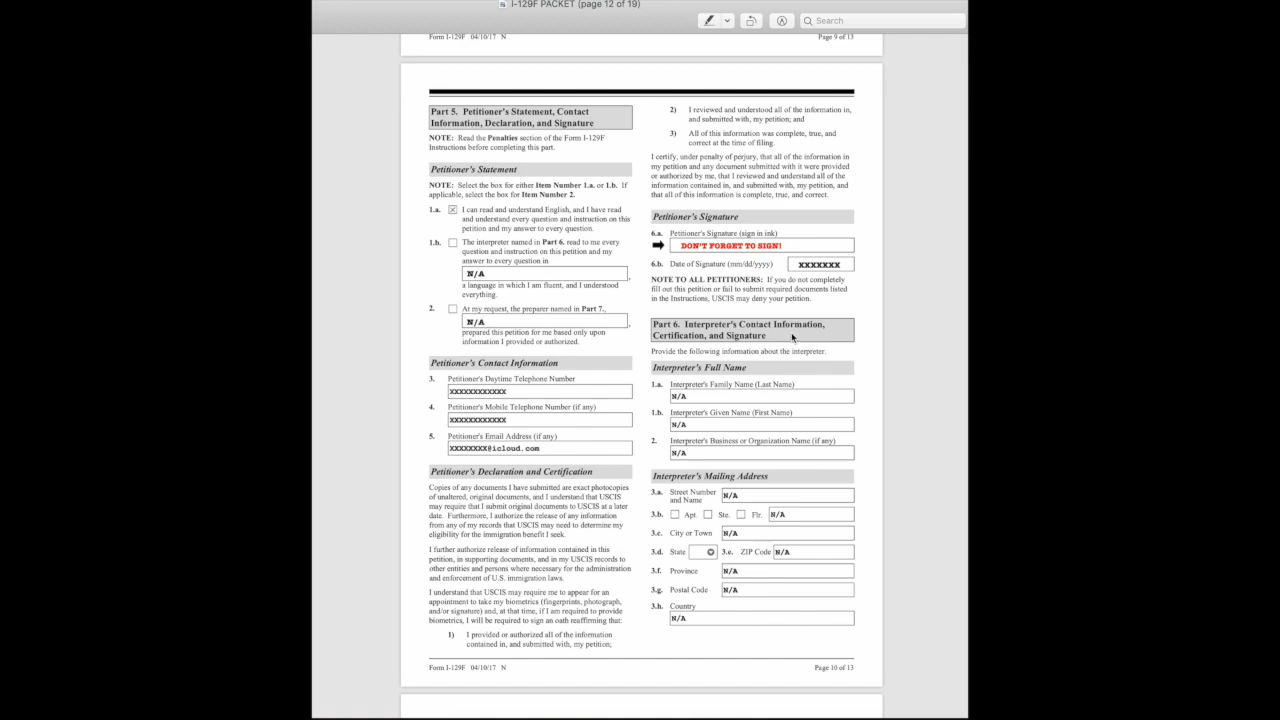 I-129F PACKET (page 12 of 19)
Search
Form I-129F 04/10/17 N
Page 9 of 13
Part 5. Petitioner's Statement, Contact
Information, Declaration, and Signature
NOTE: Read the Penalties section of the Form I-129F
Instructions before completing this part.
Petitioner's Statement
NOTE: Select the box for either Item Number 1.a. or 1.b. If
applicable, select the box for Item Number 2.
1.a. I can read and understand English, and I have read
and understand every question and instruction on this
petition and my answer to every question.
1.b. The interpreter named in Part 6. read to me every
question and instruction on this petition and my
answer to every question in
N/A ,
a language in which I am fluent, and I understood
everything.
2. At my request, the preparer named in Part 7.,
N/A ,
prepared this petition for me based only upon
information I provided or authorized.
Petitioner's Contact Information
3. Petitioner's Daytime Telephone Number
XXXXXXXXXXXX
4. Petitioner's Mobile Telephone Number (if any)
XXXXXXXXXXXX
5. Petitioner's Email Address (if any)
XXXXXXXX@icloud.com
Petitioner's Declaration and Certification
Copies of any documents I have submitted are exact photocopies
of unaltered, original documents, and I understand that USCIS
may require that I submit original documents to USCIS at a later
date. Furthermore, I authorize the release of any information
from any of my records that USCIS may need to determine my
eligibility for the immigration benefit I seek.
I further authorize release of information contained in this
petition, in supporting documents, and in my USCIS records to
other entities and persons where necessary for the administration
and enforcement of U.S. immigration laws.
I understand that USCIS may require me to appear for an
appointment to take my biometrics (fingerprints, photograph,
and/or signature) and, at that time, if I am required to provide
biometrics, I will be required to sign an oath reaffirming that:
1) I provided or authorized all of the information
contained in, and submitted with, my petition;
2) I reviewed and understood all of the information in,
and submitted with, my petition; and
3) All of this information was complete, true, and
correct at the time of filing.
I certify, under penalty of perjury, that all of the information in
my petition and any document submitted with it were provided
or authorized by me, that I reviewed and understand all of the
information contained in, and submitted with, my petition, and
that all of this information is complete, true, and correct.
Petitioner's Signature
6.a. Petitioner's Signature (sign in ink)
DON'T FORGET TO SIGN!
6.b. Date of Signature (mm/dd/yyyy) XXXXXXX
NOTE TO ALL PETITIONERS: If you do not completely
fill out this petition or fail to submit required documents listed
in the Instructions, USCIS may deny your petition.
Part 6. Interpreter's Contact Information,
Certification, and Signature
Provide the following information about the interpreter.
Interpreter's Full Name
1.a. Interpreter's Family Name (Last Name)
N/A
1.b. Interpreter's Given Name (First Name)
N/A
2. Interpreter's Business or Organization Name (if any)
N/A
Interpreter's Mailing Address
3.a. Street Number
and Name N/A
3.b. Apt. Ste. Flr. N/A
3.c. City or Town N/A
3.d. State 3.e. ZIP Code N/A
3.f. Province N/A
3.g. Postal Code N/A
3.h. Country
N/A
Form I-129F 04/10/17 N
Page 10 of 13